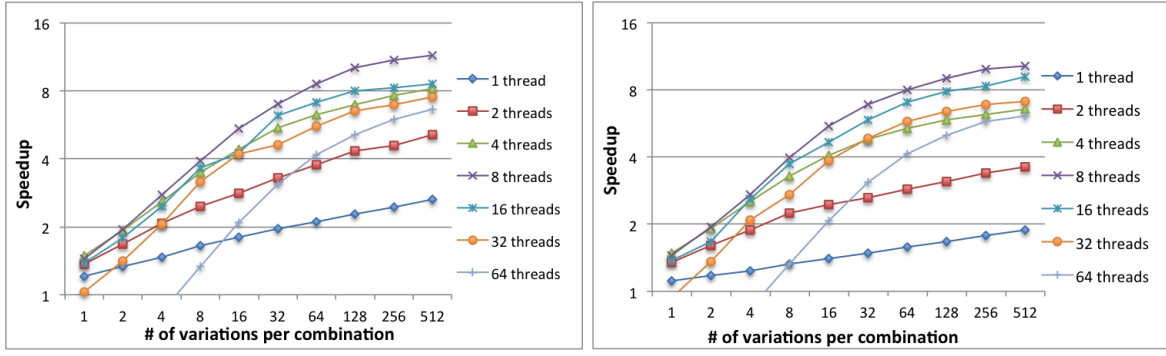 Speedup
16
8
4
2
1
1 2 4 8 16 32 64 128 256 512
# of variations per combination
1 thread
2 threads
4 threads
8 threads
16 threads
32 threads
64 threads
Speedup
16
8
4
2
1
1 2 4 8 16 32 64 128 256 512
# of variations per combination
1 thread
2 threads
4 threads
8 threads
16 threads
32 threads
64 threads